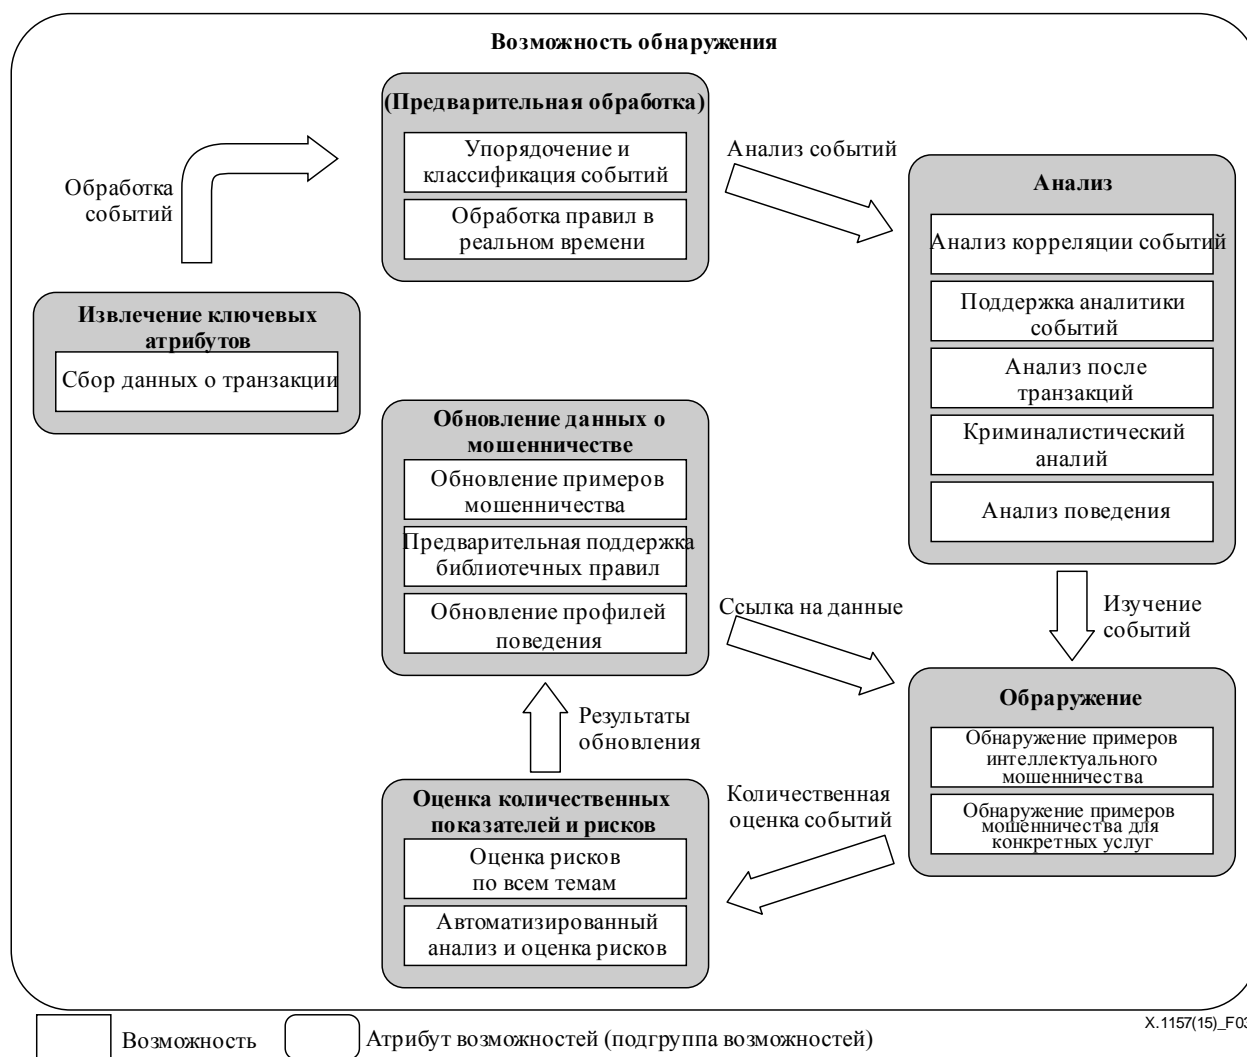 Возможность обнаружения
(Предварительная обработка)
Упорядочение и
классификация событий
Обработка правил в
реальном времени
Обработка
событий
Анализ событий
Анализ
Анализ корреляции событий
Поддержка аналитики
событий
Анализ после
транзакций
Криминалистический
аналий
Анализ поведения
Извлечение ключевых
атрибутов
Сбор данных о транзакции
Обновление данных о
мошенничестве
Обновление примеров
мошенничества
Предварительная поддержка
библиотечных правил
Обновление профилей
поведения
Ссылка на данные
Изучение
событий
Обраружение
Обнаружение примеров
интеллектуального
мошенничества
Обнаружение примеров
мошенничества для
конкретных услуг
Результаты
обновления
Количественная
оценка событий
Оценка количественных
показателей и рисков
Оценка рисков
по всем темам
Автоматизированный
анализ и оценка рисков
X.1157(15)_F03
Возможность
Атрибут возможностей (подгруппа возможностей)